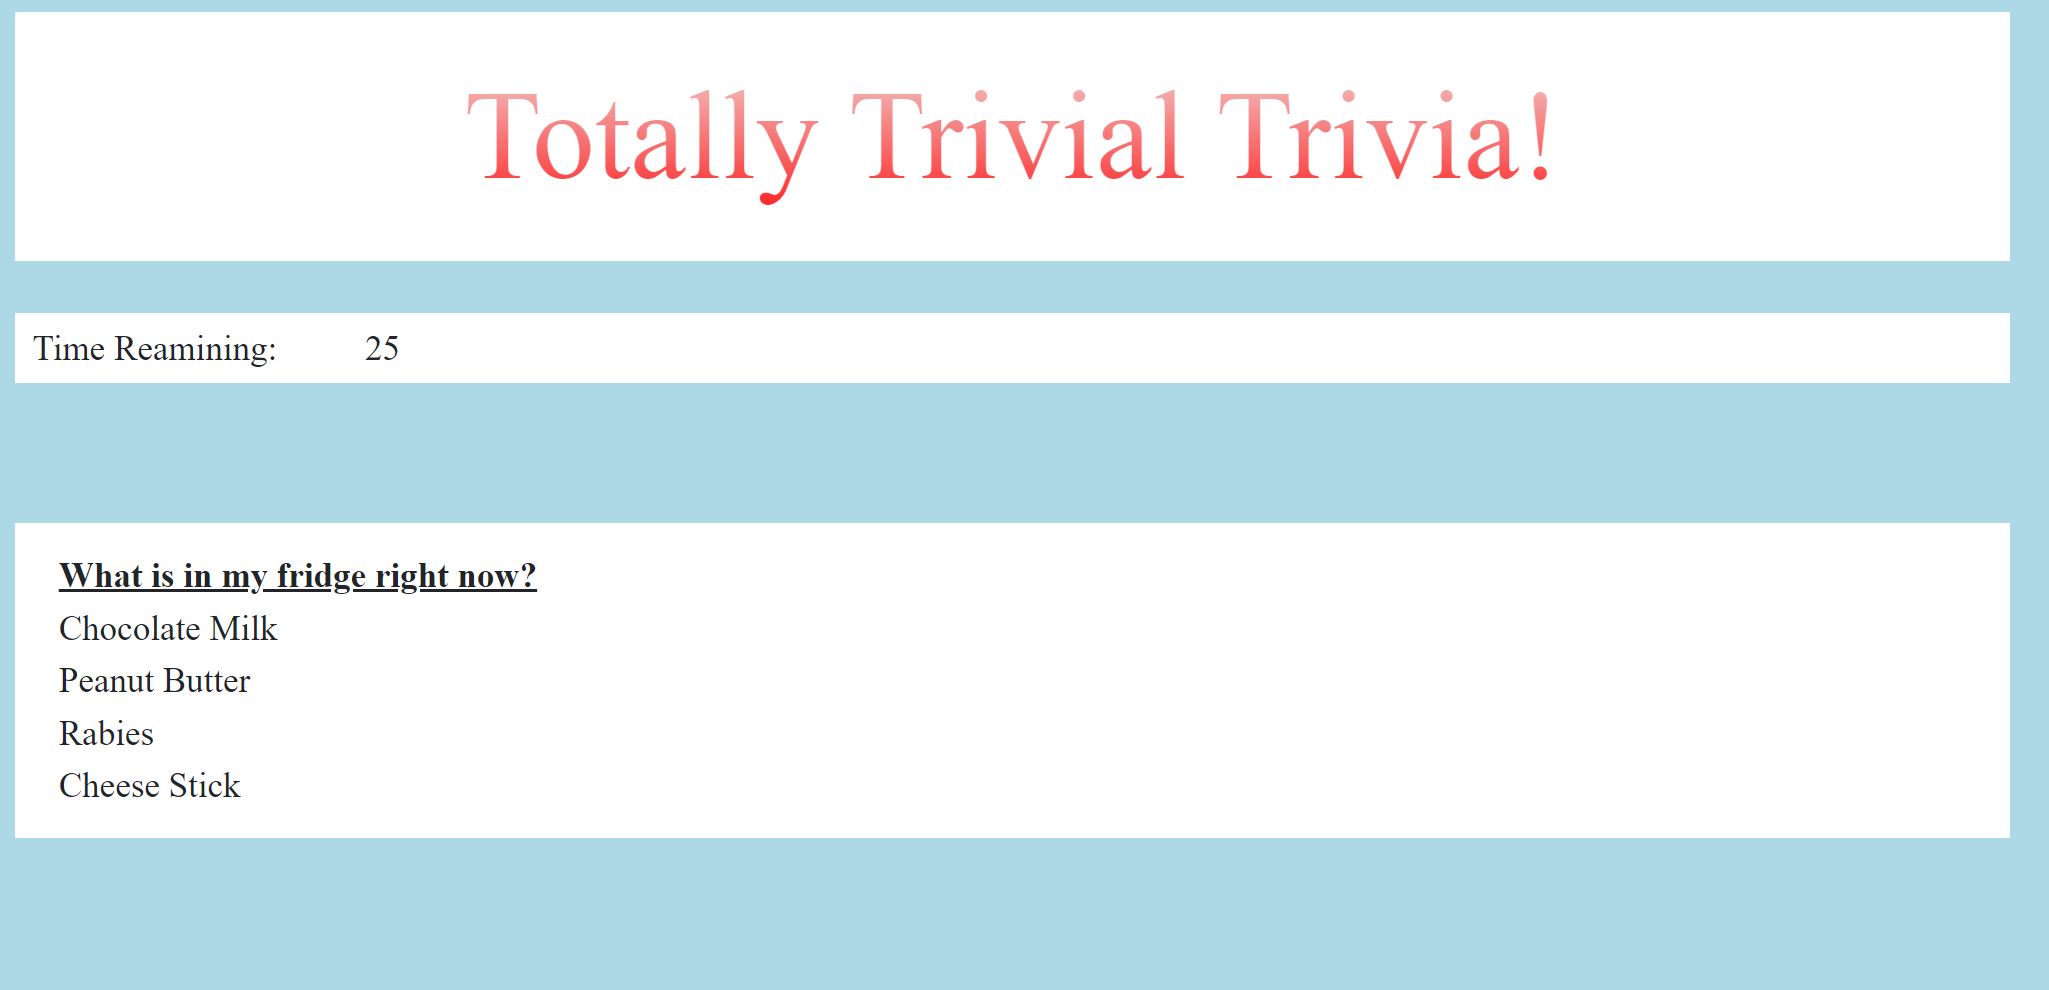 Totally Trivial Trivia!
Time Reamining: 25
What is in my fridge right now?
Chocolate Milk
Peanut Butter
Rabies
Cheese Stick